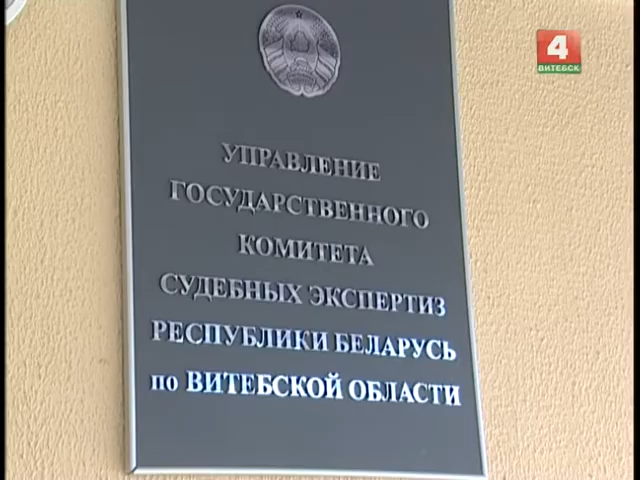 4
ВИТЕБСК
УПРАВЛЕНИЕ
ГОСУДАРСТВЕННОГО
КОМИТЕТА
СУДЕБНЫХ ЭКСПЕРТИЗ
РЕСПУБЛИКИ БЕЛАРУСЬ
по ВИТЕБСКОЙ ОБЛАСТИ